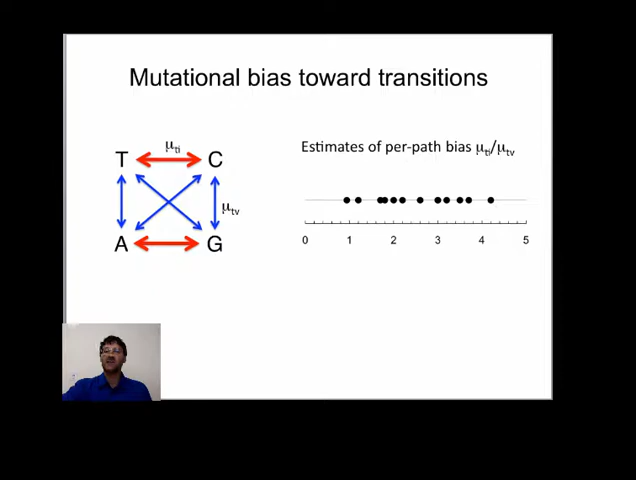 Mutational bias toward transitions
μti
T C
μtv
A G
Estimates of per-path bias μti/μtv
0 1 2 3 4 5